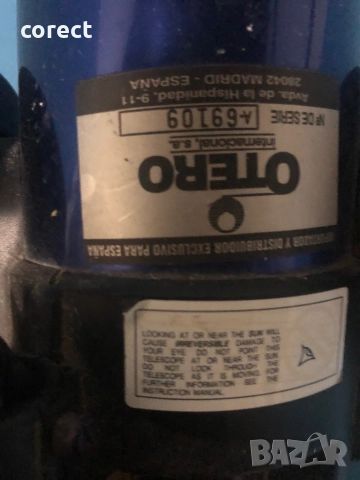 corect
IMPORTADOR Y DISTRIBUIDOR EXCLUSIVO PARA ESPAÑA
OTERO
internacional, s.a.
Nº DE SERIE A-69109
Avda. de la Hispanidad, 9-11
28042 MADRID - ESPAÑA
LOOKING AT OR NEAR THE SUN WILL
CAUSE IRREVERSIBLE DAMAGE TO
YOUR EYE DO NOT POINT THIS
TELESCOPE AT OR NEAR THE SUN.
DO NOT LOOK THROUGH THE
TELESCOPE AS IT IS MOVING. FOR
FURTHER INFORMATION SEE THE
INSTRUCTION MANUAL.
BAZAR
bg